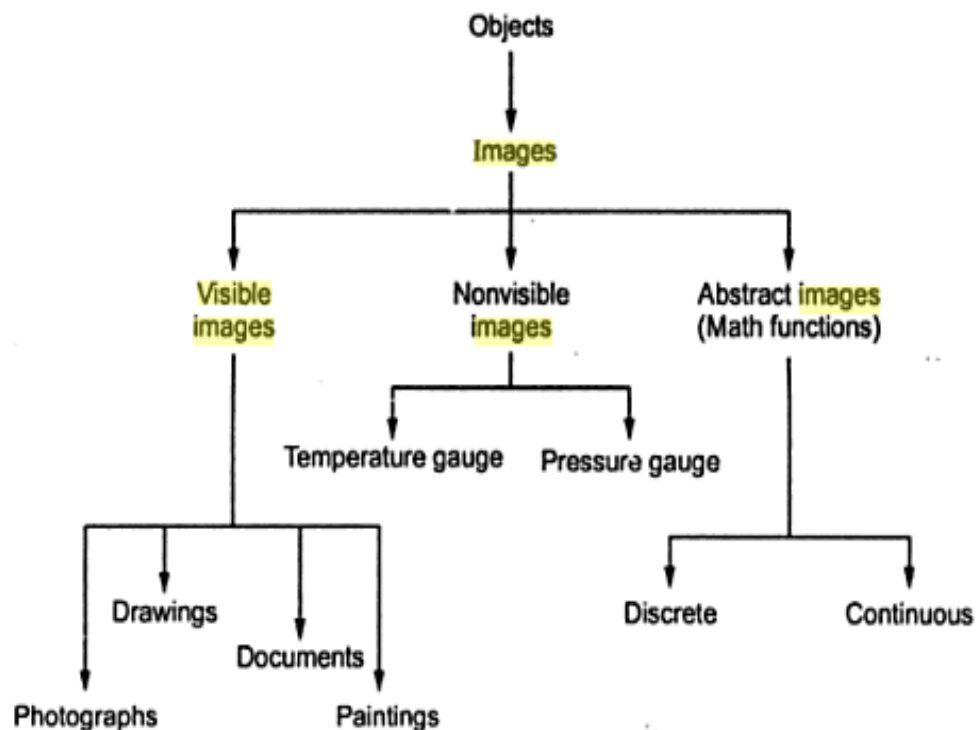 Objects
Images
Visible
images
Nonvisible
images
Abstract images
(Math functions)
Temperature gauge
Pressure gauge
Drawings
Documents
Photographs
Paintings
Discrete
Continuous